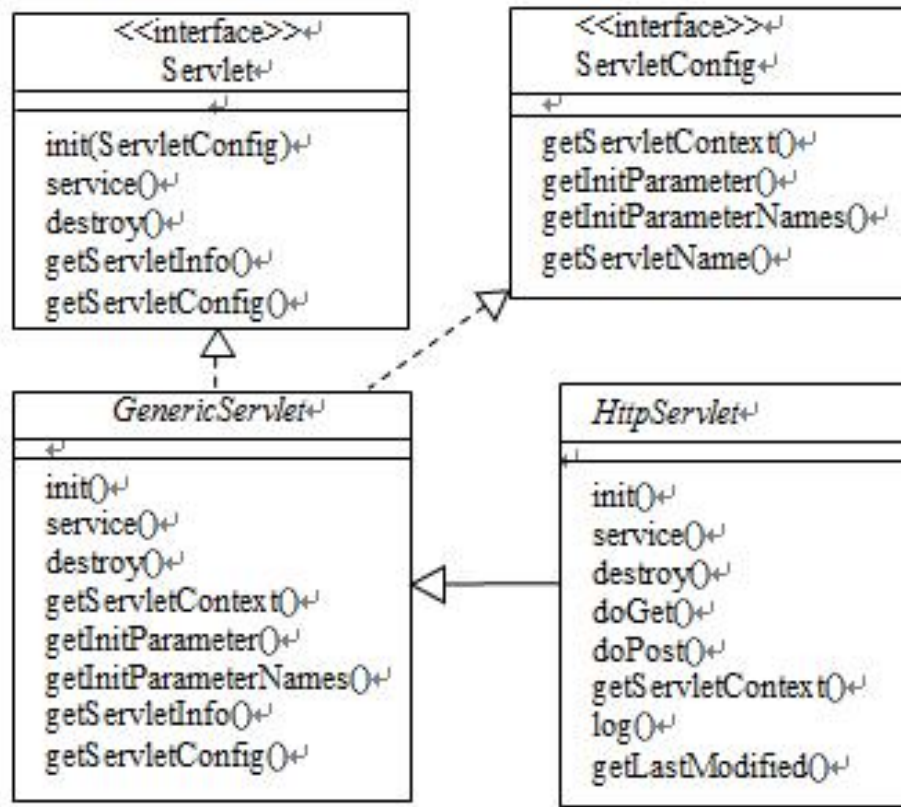 <<interface>>↵
Servlet↵
↵
init(ServletConfig)↵
service()↵
destroy()↵
getServletInfo()↵
getServletConfig()↵
<<interface>>↵
ServletConfig↵
↵
getServletContext()↵
getInitParameter()↵
getInitParameterNames()↵
getServletName()↵
GenericServlet↵
↵
init()↵
service()↵
destroy()↵
getServletContext()↵
getInitParameter()↵
getInitParameterNames()↵
getServletInfo()↵
getServletConfig()↵
HttpServlet↵
↵
init()↵
service()↵
destroy()↵
doGet()↵
doPost()↵
getServletContext()↵
log()↵
getLastModified()↵